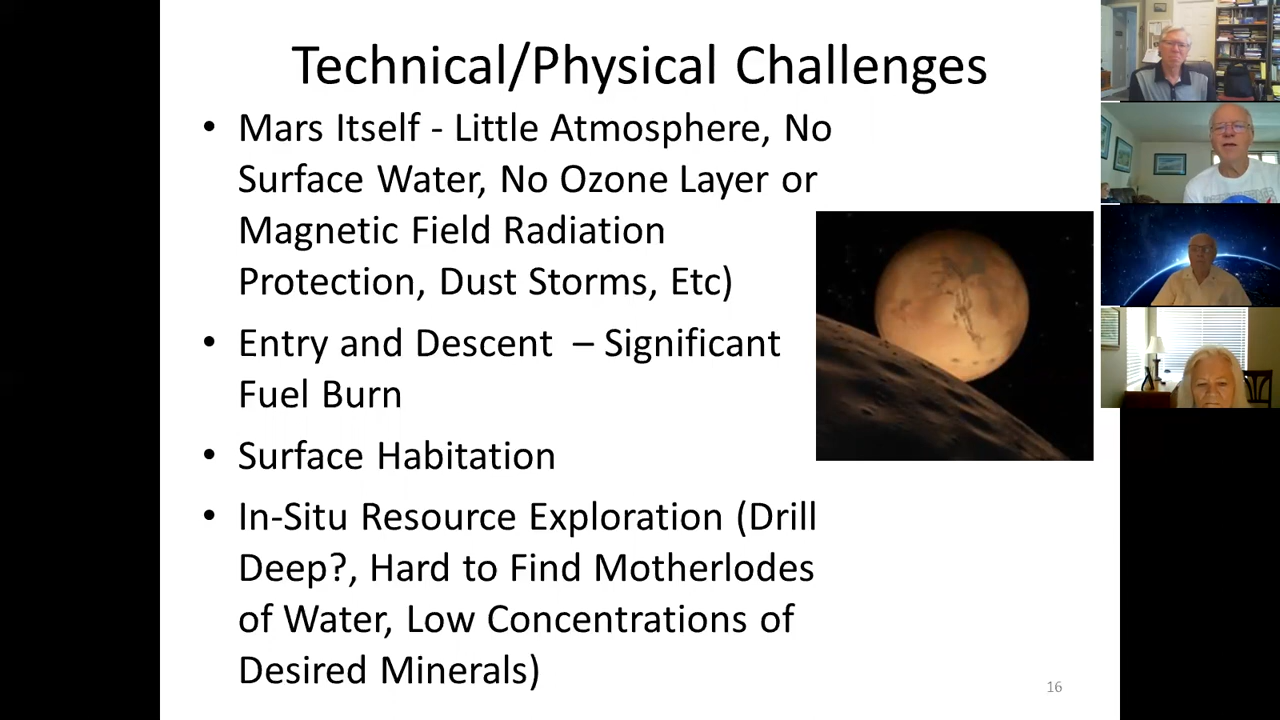 Technical/Physical Challenges
• Mars Itself - Little Atmosphere, No
Surface Water, No Ozone Layer or
Magnetic Field Radiation
Protection, Dust Storms, Etc)
• Entry and Descent – Significant
Fuel Burn
• Surface Habitation
• In-Situ Resource Exploration (Drill
Deep?, Hard to Find Motherlodes
of Water, Low Concentrations of
Desired Minerals)
16